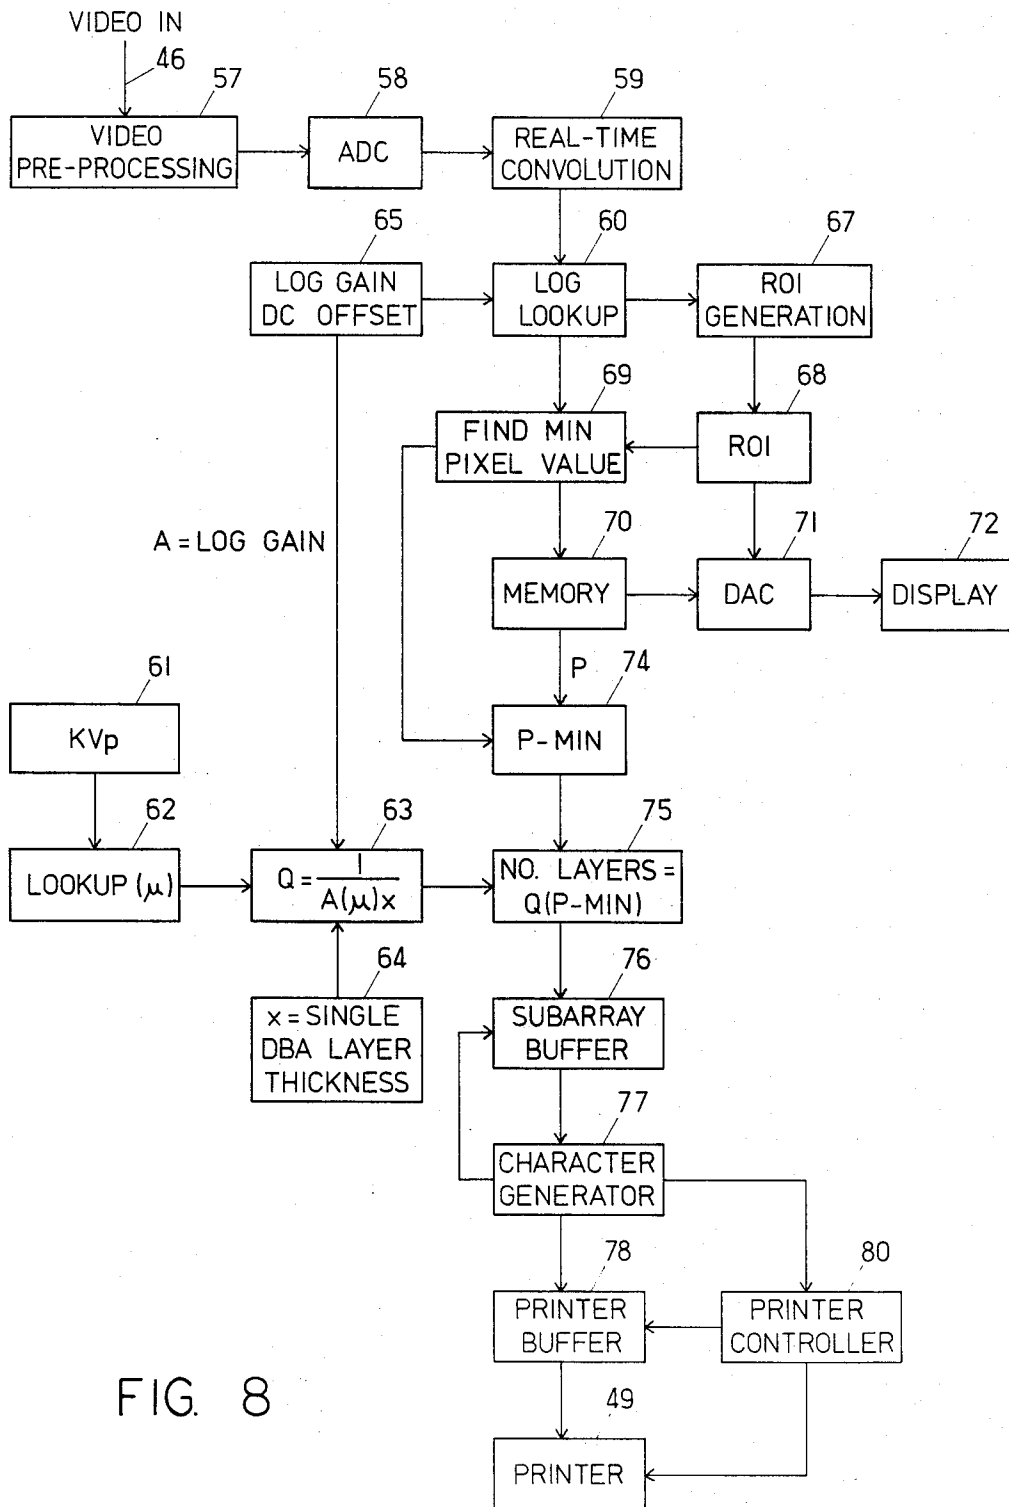 VIDEO IN
46
57
58
59
VIDEO
PRE-PROCESSING
ADC
REAL-TIME
CONVOLUTION
65
60
67
LOG GAIN
DC OFFSET
LOG
LOOKUP
ROI
GENERATION
69
68
FIND MIN
PIXEL VALUE
ROI
A = LOG GAIN
70
71
72
MEMORY
DAC
DISPLAY
P
74
61
KVp
P-MIN
62
63
75
LOOKUP (μ)
Q = 1 / A(μ)x
NO. LAYERS =
Q(P-MIN)
64
76
x = SINGLE
DBA LAYER
THICKNESS
SUBARRAY
BUFFER
77
CHARACTER
GENERATOR
78
80
PRINTER
BUFFER
PRINTER
CONTROLLER
FIG. 8
49
PRINTER